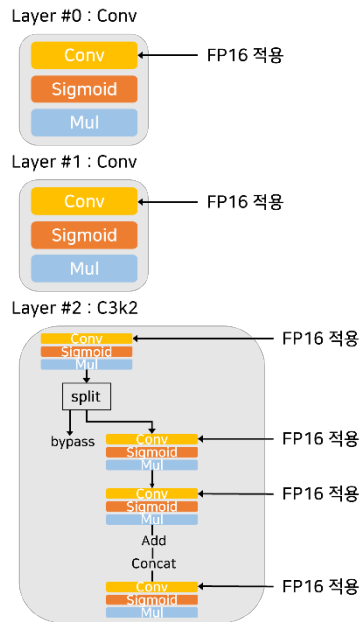 Layer #0 : Conv
Conv
FP16 적용
Sigmoid
Mul
Layer #1 : Conv
Conv
FP16 적용
Sigmoid
Mul
Layer #2 : C3k2
Conv
FP16 적용
Sigmoid
Mul
split
bypass
Conv
FP16 적용
Sigmoid
Mul
Conv
FP16 적용
Sigmoid
Mul
Add
Concat
Conv
FP16 적용
Sigmoid
Mul